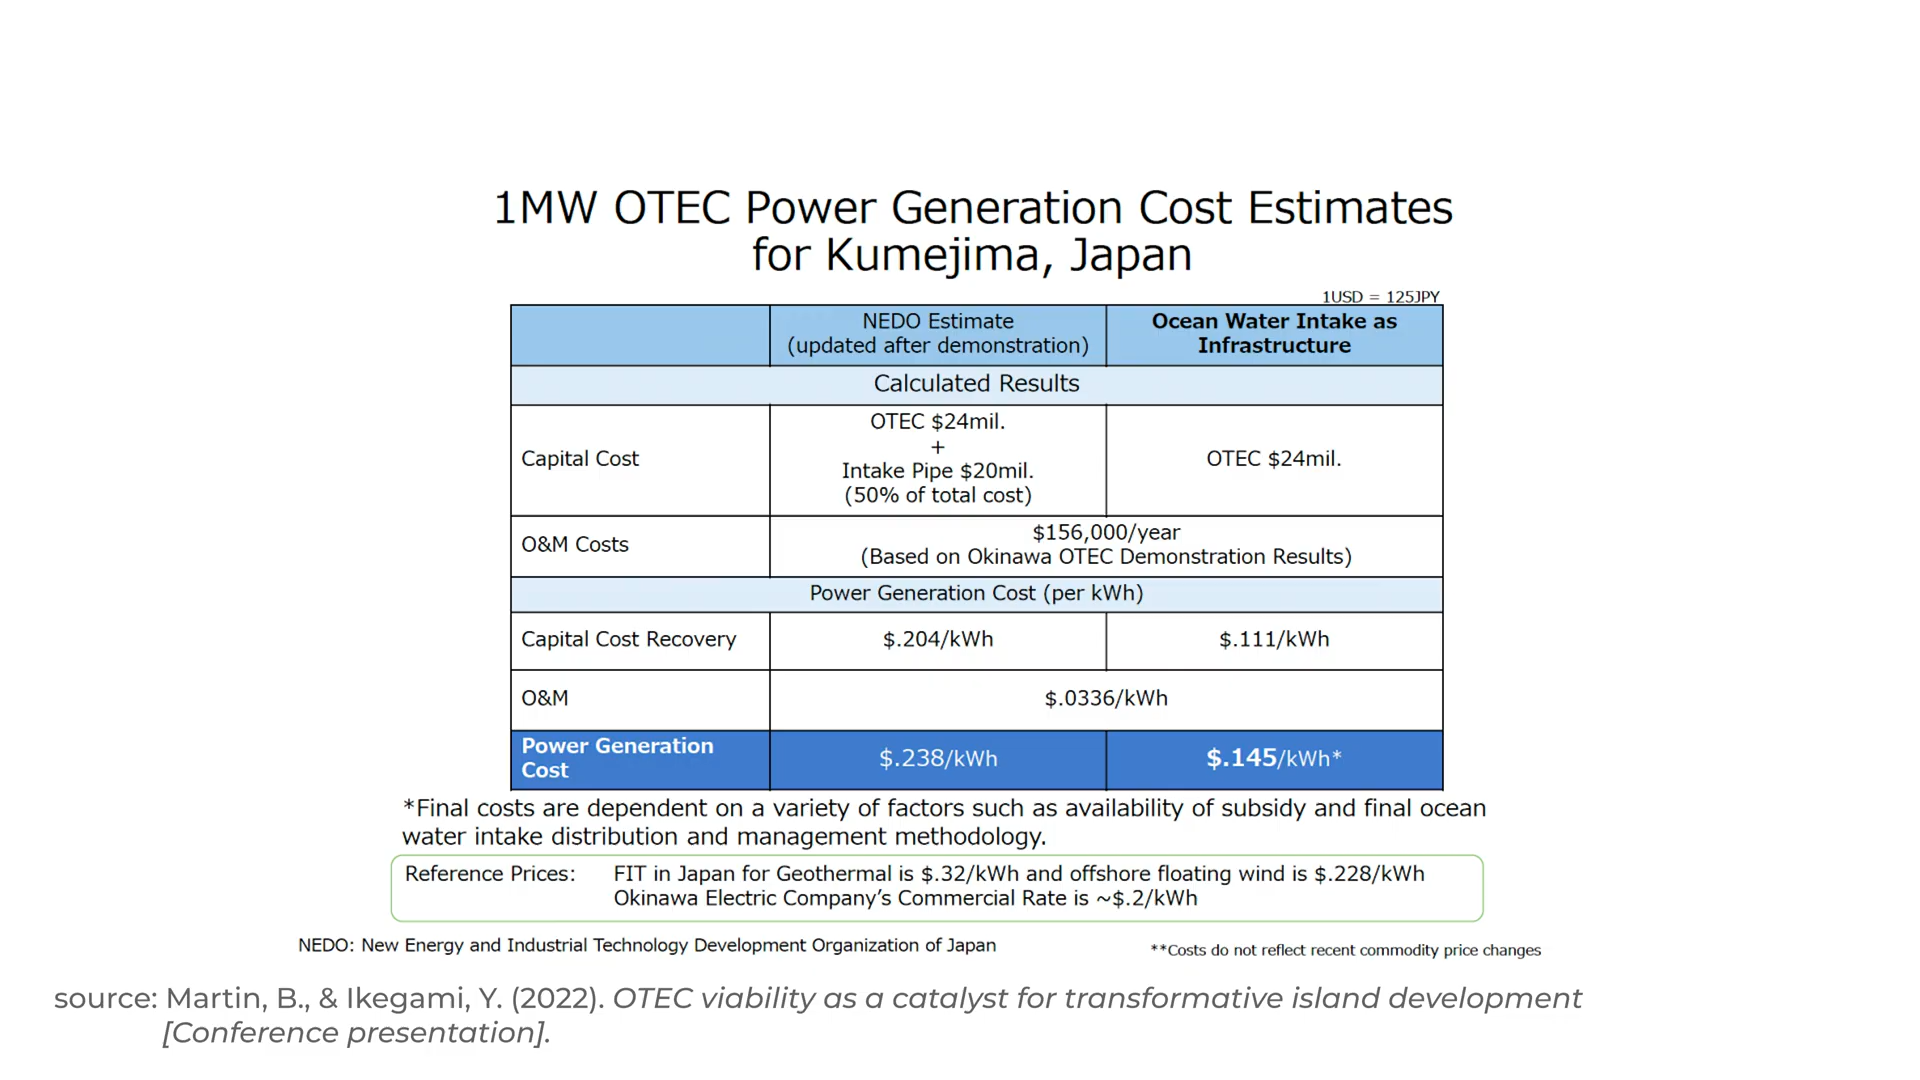 1MW OTEC Power Generation Cost Estimates
for Kumejima, Japan
1USD = 125JPY
NEDO Estimate
(updated after demonstration)
Ocean Water Intake as
Infrastructure
Calculated Results
Capital Cost
OTEC $24mil.
+
Intake Pipe $20mil.
(50% of total cost)
OTEC $24mil.
O&M Costs
$156,000/year
(Based on Okinawa OTEC Demonstration Results)
Power Generation Cost (per kWh)
Capital Cost Recovery
$.204/kWh
$.111/kWh
O&M
$.0336/kWh
Power Generation
Cost
$.238/kWh
$.145/kWh*
*Final costs are dependent on a variety of factors such as availability of subsidy and final ocean
water intake distribution and management methodology.
Reference Prices: FIT in Japan for Geothermal is $.32/kWh and offshore floating wind is $.228/kWh
Okinawa Electric Company’s Commercial Rate is ~$.2/kWh
NEDO: New Energy and Industrial Technology Development Organization of Japan
**Costs do not reflect recent commodity price changes
source: Martin, B., & Ikegami, Y. (2022). OTEC viability as a catalyst for transformative island development
[Conference presentation].